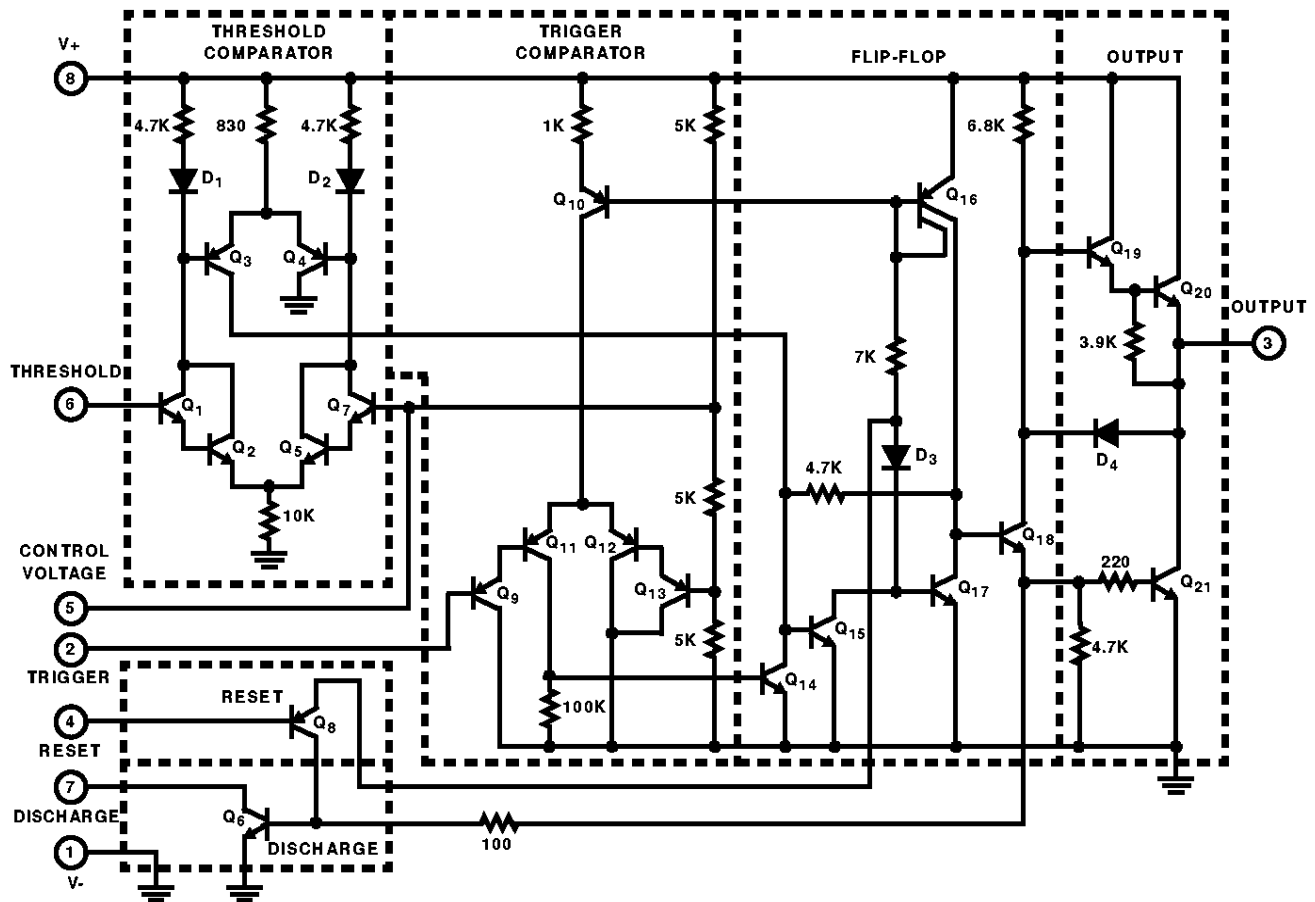 THRESHOLD
COMPARATOR
TRIGGER
COMPARATOR
FLIP-FLOP
OUTPUT
V+
8
4.7K
830
4.7K
1K
5K
6.8K
D1
D2
Q10
Q16
Q3
Q4
Q19
Q20
OUTPUT
3
3.9K
7K
THRESHOLD
6
Q1
Q7
Q2
Q5
D3
D4
4.7K
5K
10K
Q11
Q12
Q18
CONTROL
VOLTAGE
5
220
Q9
Q13
Q17
Q21
2
TRIGGER
5K
Q15
4.7K
Q14
RESET
100K
4
Q8
RESET
7
DISCHARGE
Q6
DISCHARGE
100
1
V-